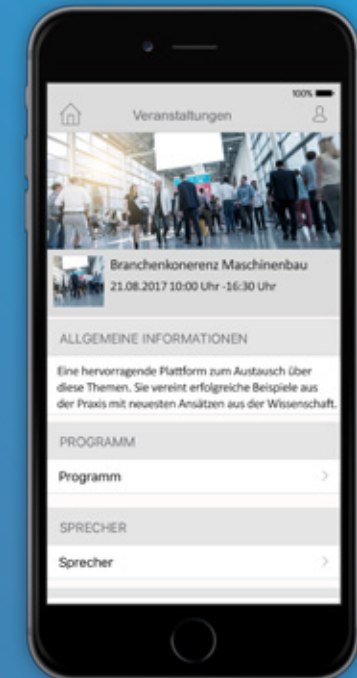 100%
Veranstaltungen
Branchenkonerenz Maschinenbau
21.08.2017 10:00 Uhr -16:30 Uhr
ALLGEMEINE INFORMATIONEN
Eine hervorragende Plattform zum Austausch über
diese Themen. Sie vereint erfolgreiche Beispiele aus
der Praxis mit neuesten Ansätzen aus der Wissenschaft.
PROGRAMM
Programm
SPRECHER
Sprecher